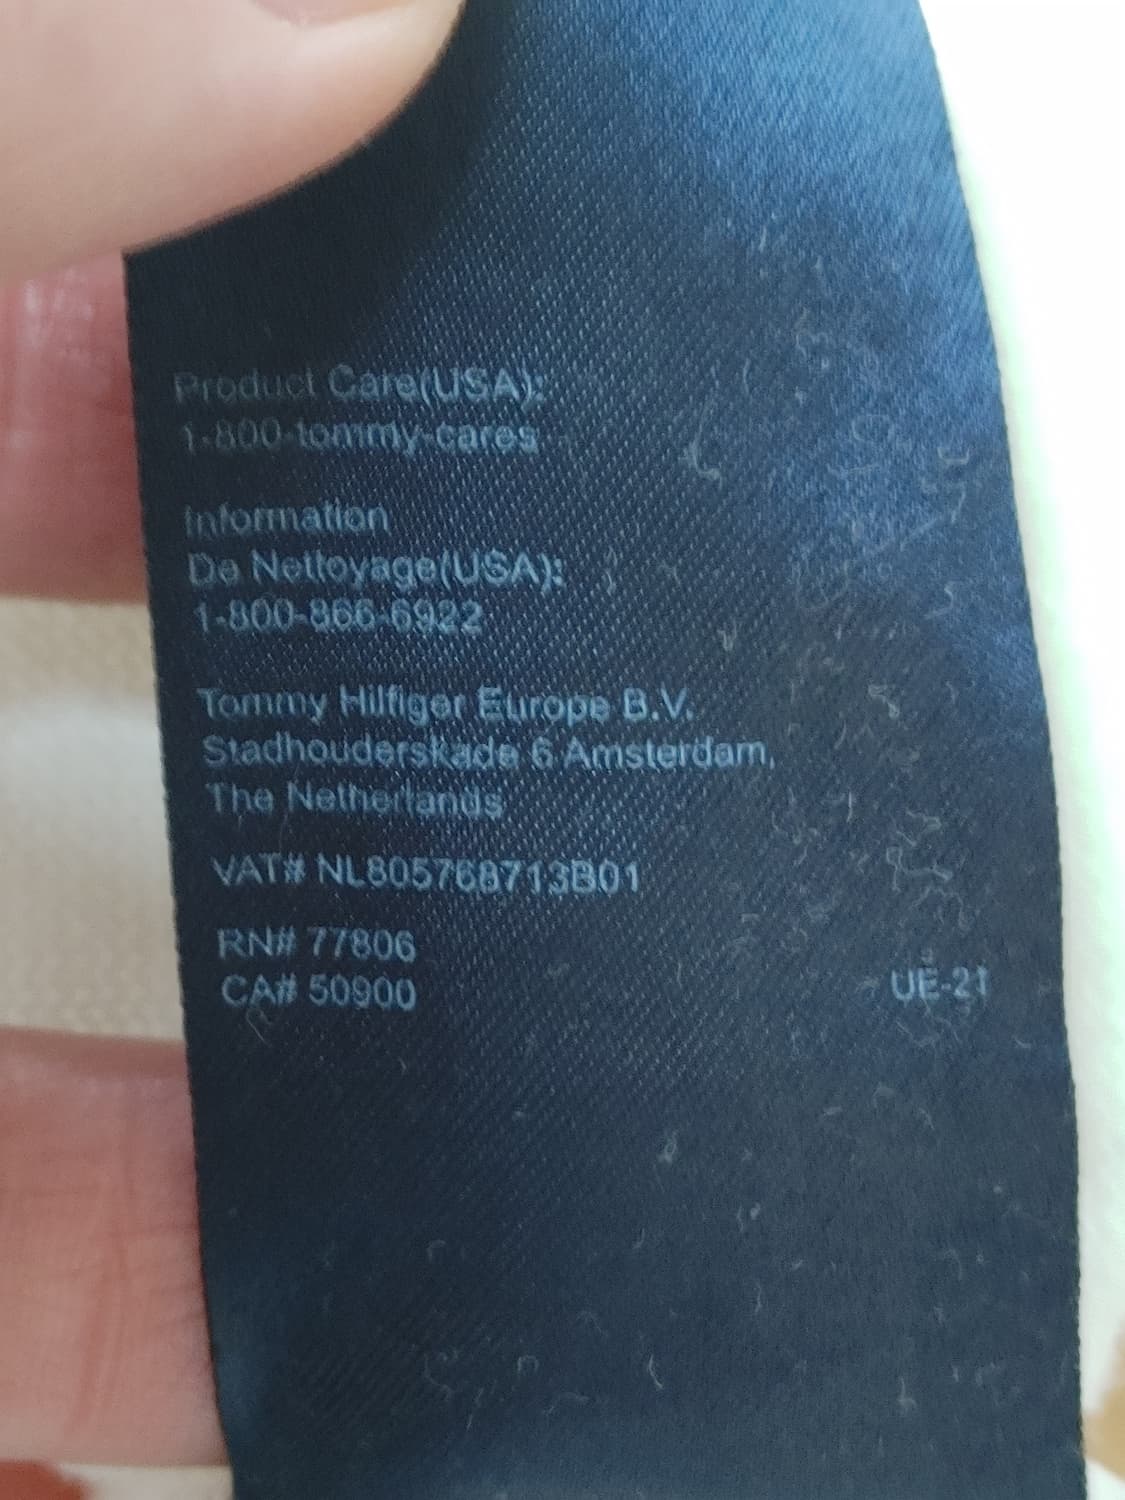 Product Care(USA):
1-800-tommy-cares
Information
De Nettoyage(USA):
1-800-866-6922
Tommy Hilfiger Europe B.V.
Stadhouderskade 6 Amsterdam,
The Netherlands
VAT# NL805768713B01
RN# 77806
CA# 50900
UE-21